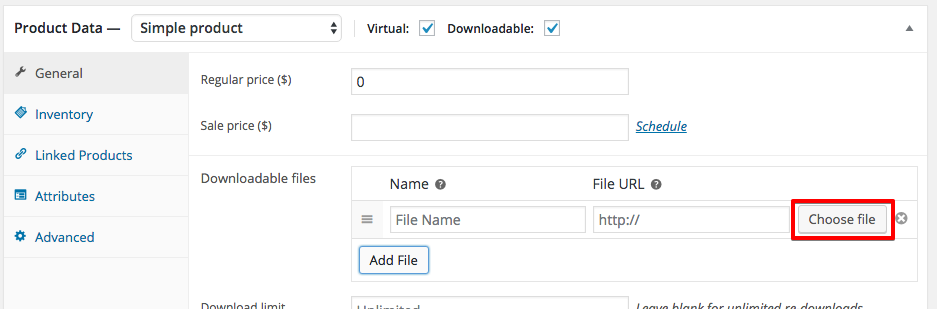 Product Data — Simple product Virtual: Downloadable:
General
Inventory
Linked Products
Attributes
Advanced
Regular price ($) 0
Sale price ($) Schedule
Downloadable files
Name File URL
File Name http:// Choose file
Add File
Download limit Unlimited Leave blank for unlimited re-downloads